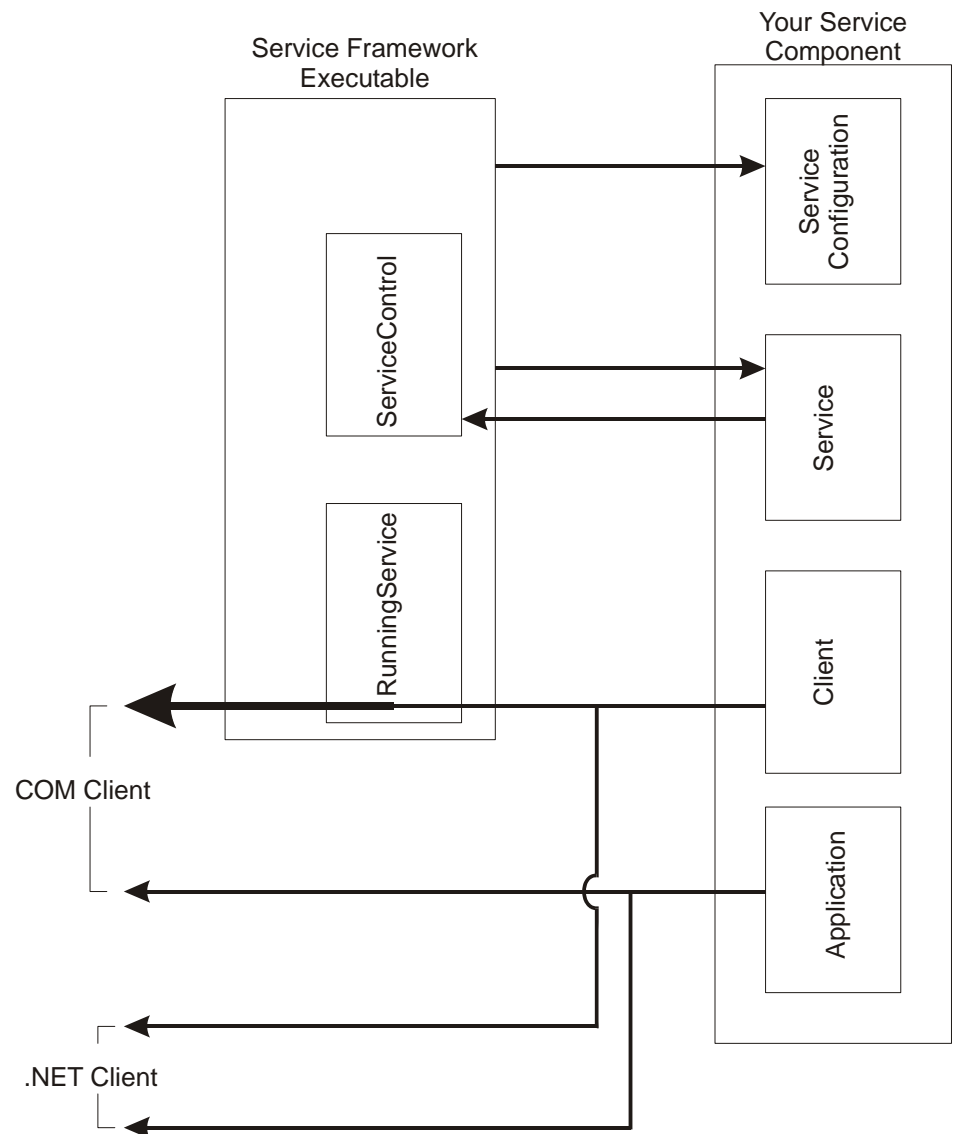 Your Service
Component
Service Framework
Executable
Service
Configuration
ServiceControl
Service
RunningService
Client
COM Client
Application
.NET Client